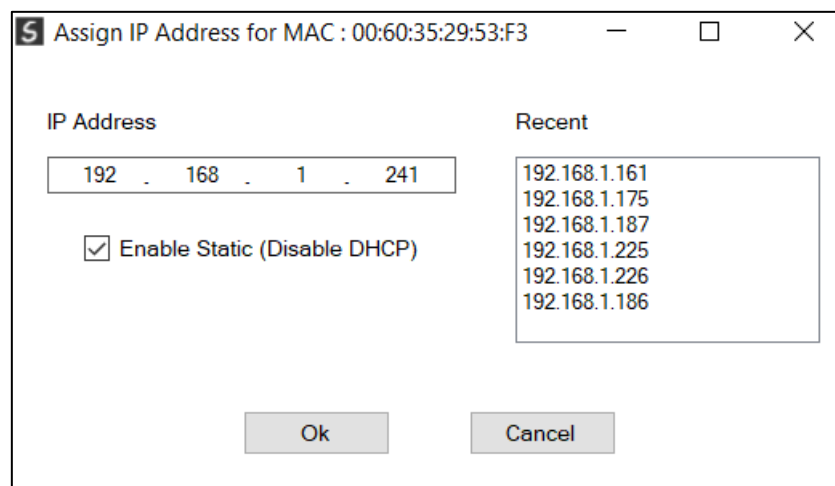 S Assign IP Address for MAC : 00:60:35:29:53:F3
IP Address
192 . 168 . 1 . 241
Enable Static (Disable DHCP)
Recent
192.168.1.161
192.168.1.175
192.168.1.187
192.168.1.225
192.168.1.226
192.168.1.186
Ok
Cancel